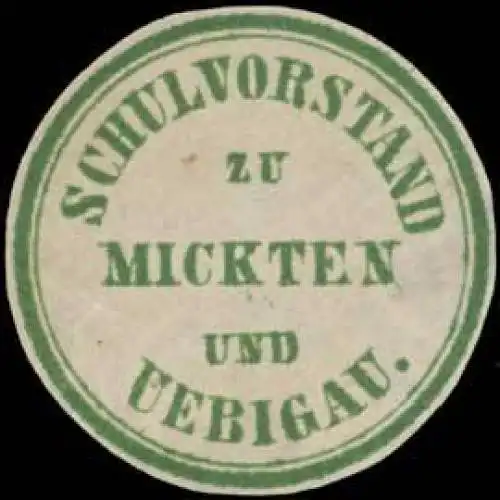 SCHULVORSTAND
ZU
MICKTEN
UND
UEBIGAU.